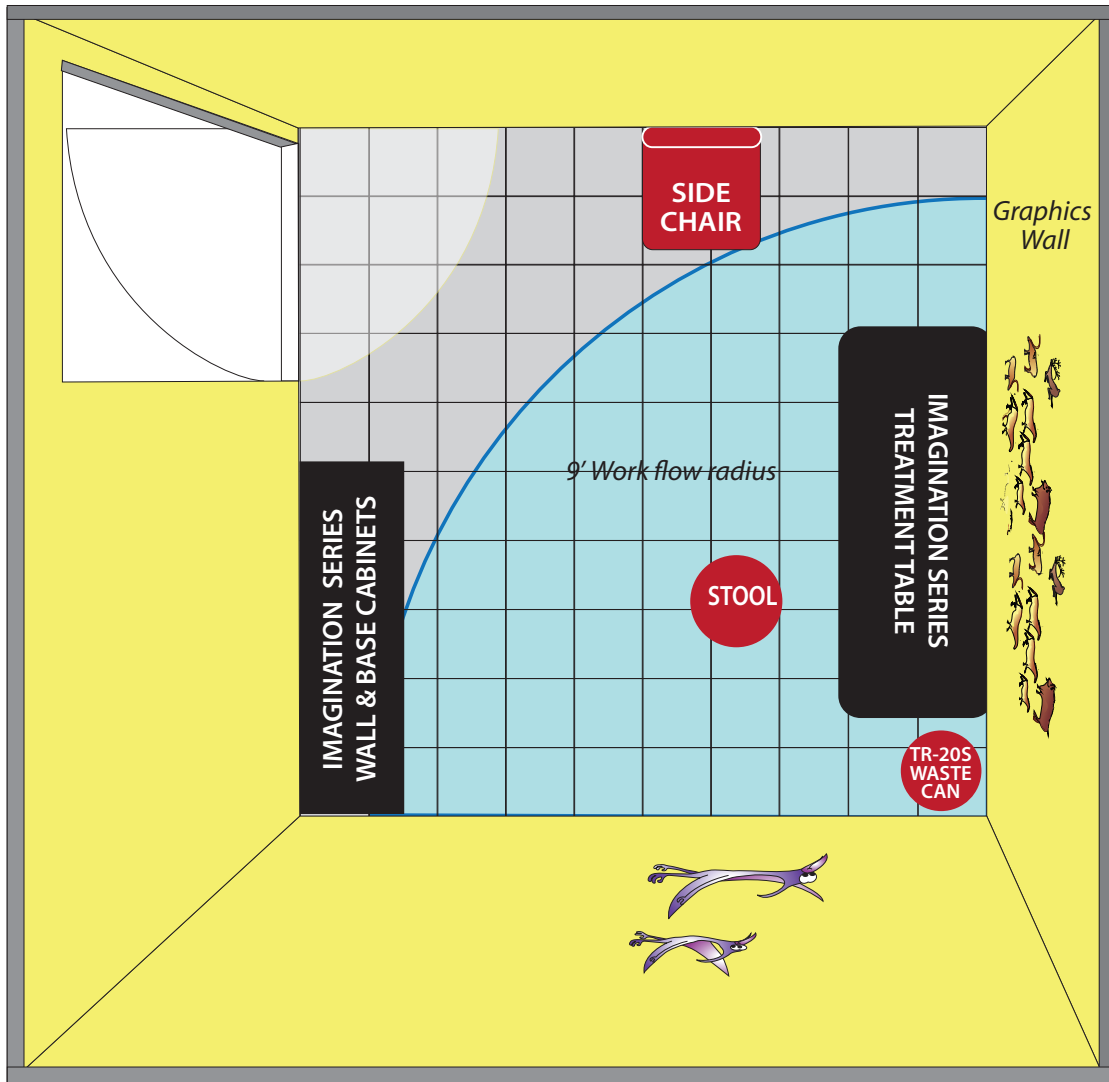 SIDE
CHAIR
Graphics
Wall
9' Work flow radius
IMAGINATION SERIES
WALL & BASE CABINETS
STOOL
IMAGINATION SERIES
TREATMENT TABLE
TR-20S
WASTE
CAN